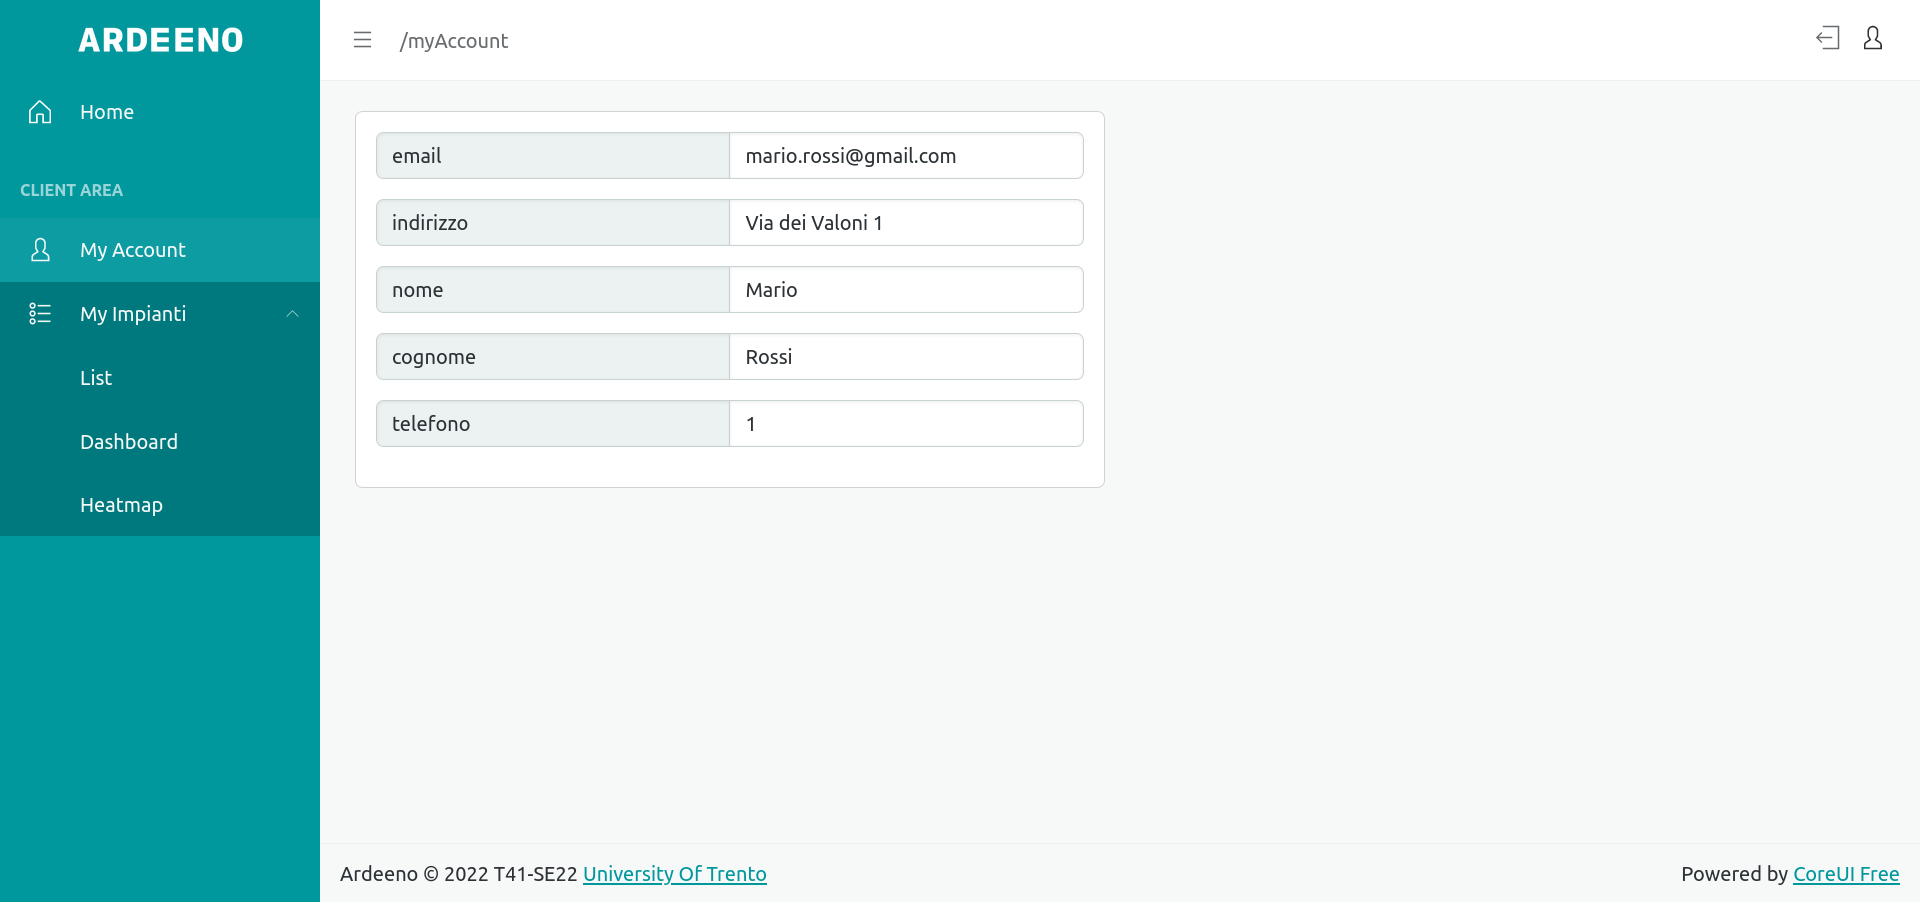 ARDEENO
Home
CLIENT AREA
My Account
My Impianti
List
Dashboard
Heatmap
/myAccount
email mario.rossi@gmail.com
indirizzo Via dei Valoni 1
nome Mario
cognome Rossi
telefono 1
Ardeeno © 2022 T41-SE22 University Of Trento
Powered by CoreUI Free